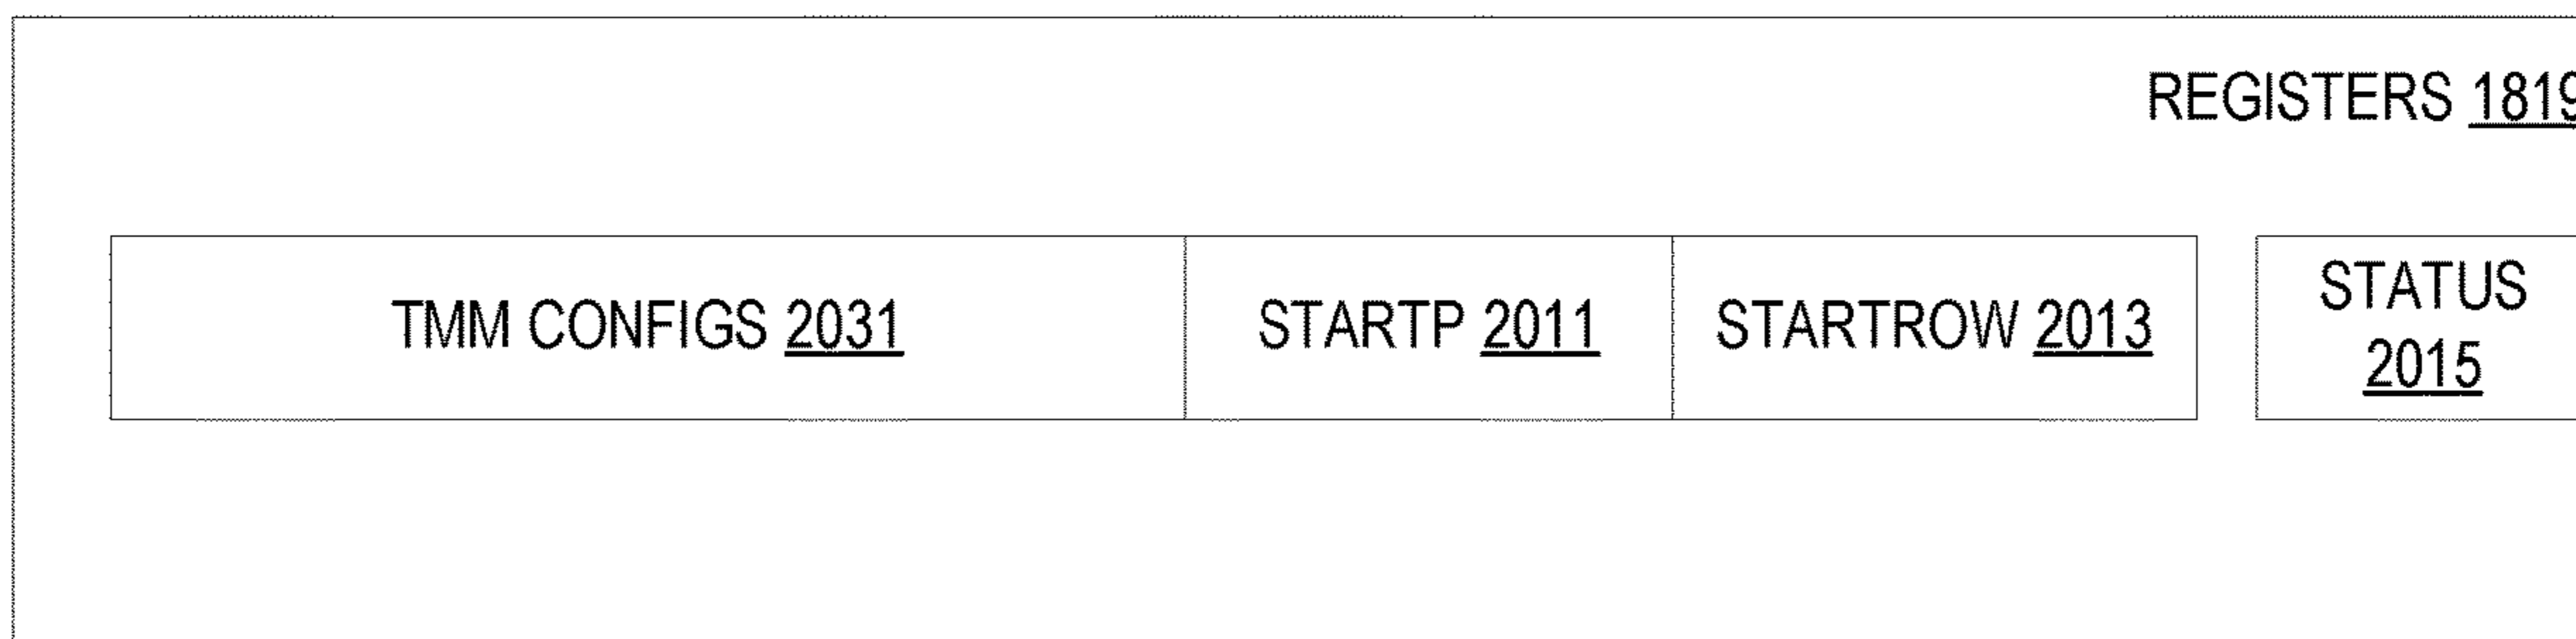 REGISTERS 1819
TMM CONFIGS 2031
STARTP 2011
STARTROW 2013
STATUS
2015